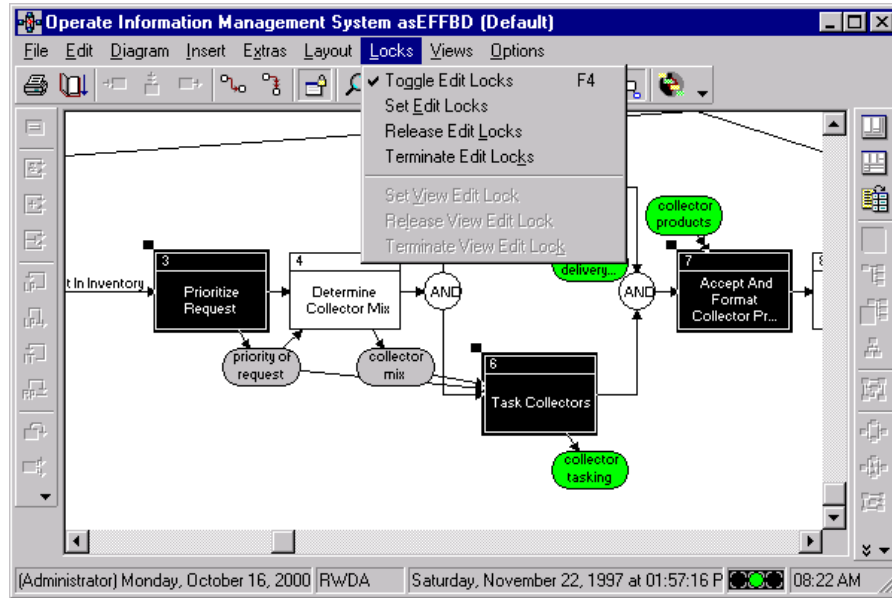 Operate Information Management System asEFFBD (Default)
File Edit Diagram Insert Extras Layout Locks Views Options
Toggle Edit Locks F4
Set Edit Locks
Release Edit Locks
Terminate Edit Locks
Set View Edit Lock
Release View Edit Lock
Terminate View Edit Lock
collector
products
delivery...
t In Inventory
3
Prioritize
Request
4
Determine
Collector Mix
AND
AND
7
Accept And
Format
Collector Pr...
8
priority of
request
collector
mix
6
Task Collectors
collector
tasking
(Administrator) Monday, October 16, 2000 RWDA Saturday, November 22, 1997 at 01:57:16 P 08:22 AM